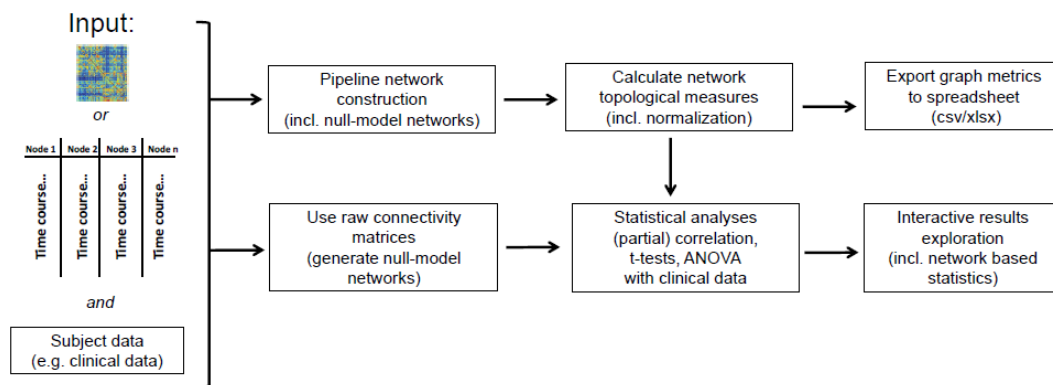 Input:
or
Node 1 Node 2 Node 3 Node n
Time course...
Time course...
Time course...
Time course...
and
Subject data
(e.g. clinical data)
Pipeline network
construction
(incl. null-model networks)
Calculate network
topological measures
(incl. normalization)
Export graph metrics
to spreadsheet
(csv/xlsx)
Use raw connectivity
matrices
(generate null-model
networks)
Statistical analyses
(partial) correlation,
t-tests, ANOVA
with clinical data
Interactive results
exploration
(incl. network based
statistics)